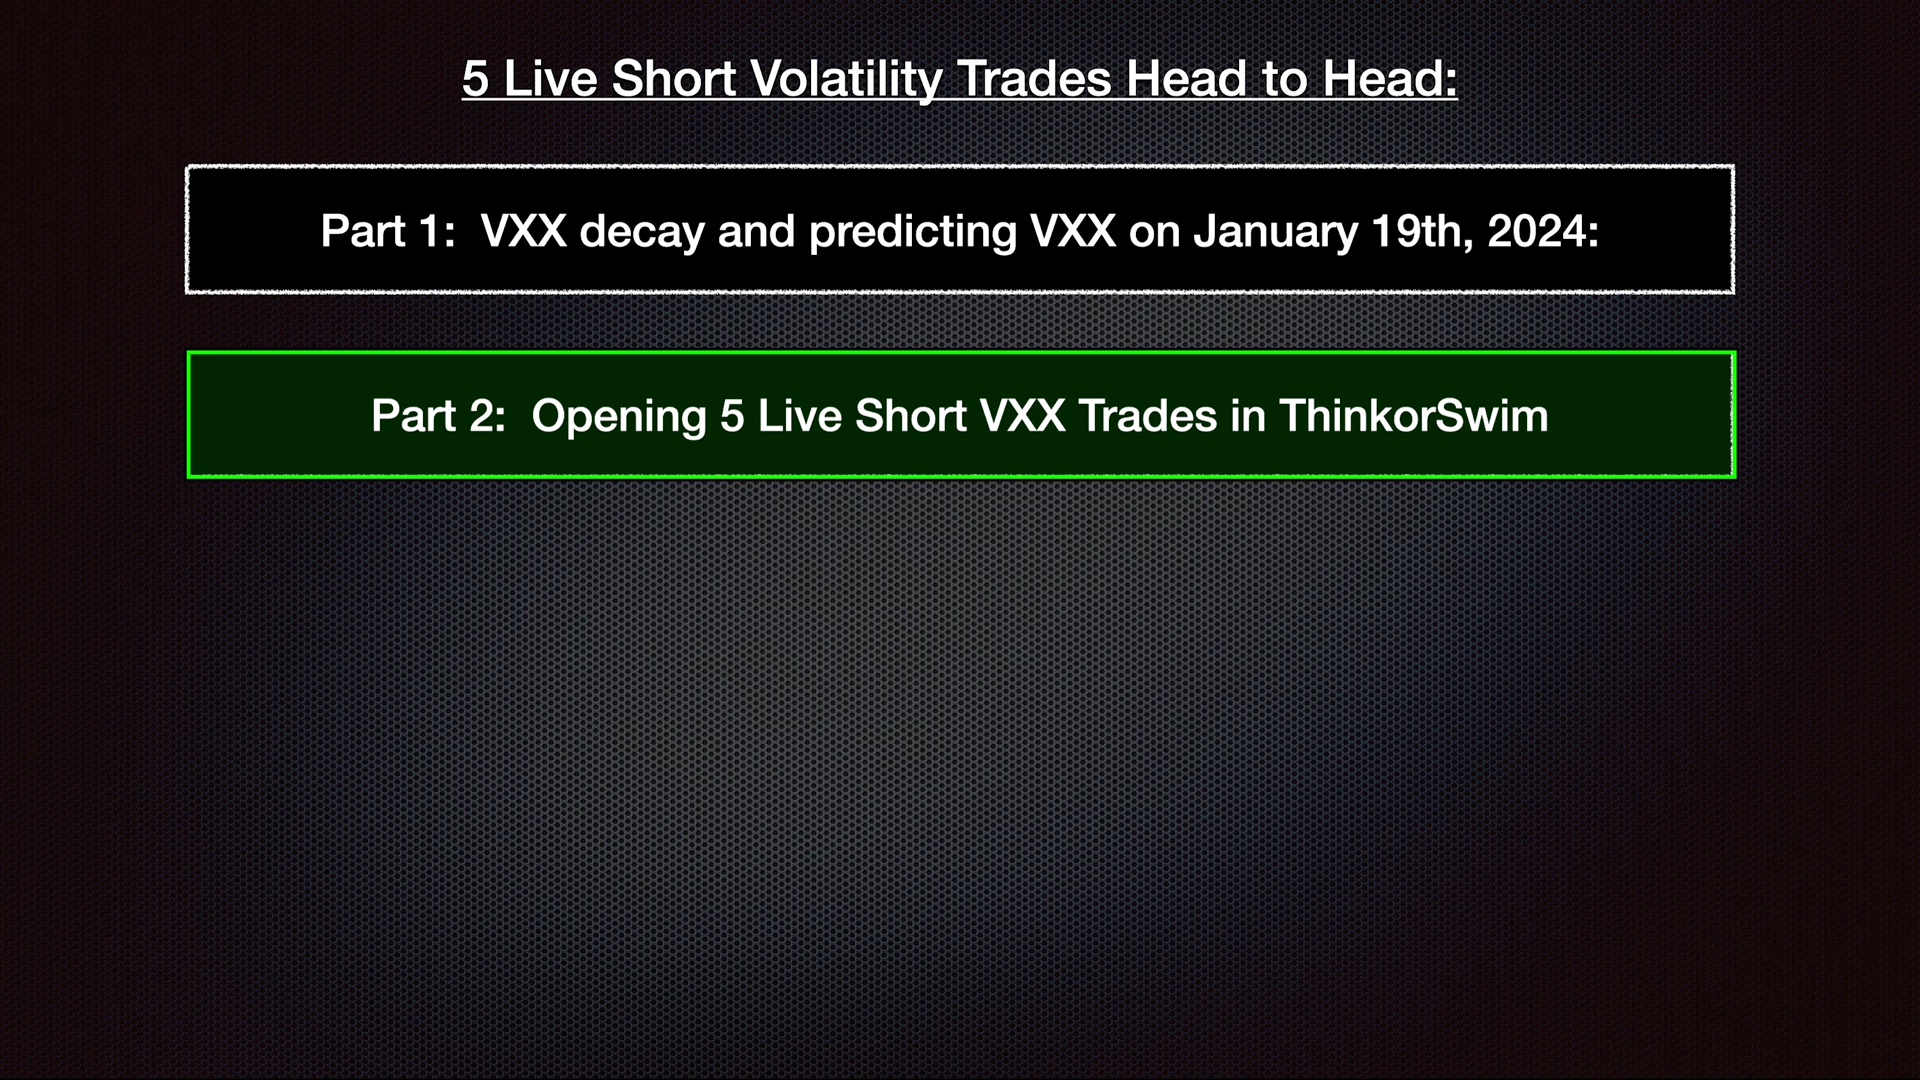 5 Live Short Volatility Trades Head to Head:
Part 1: VXX decay and predicting VXX on January 19th, 2024:
Part 2: Opening 5 Live Short VXX Trades in ThinkorSwim